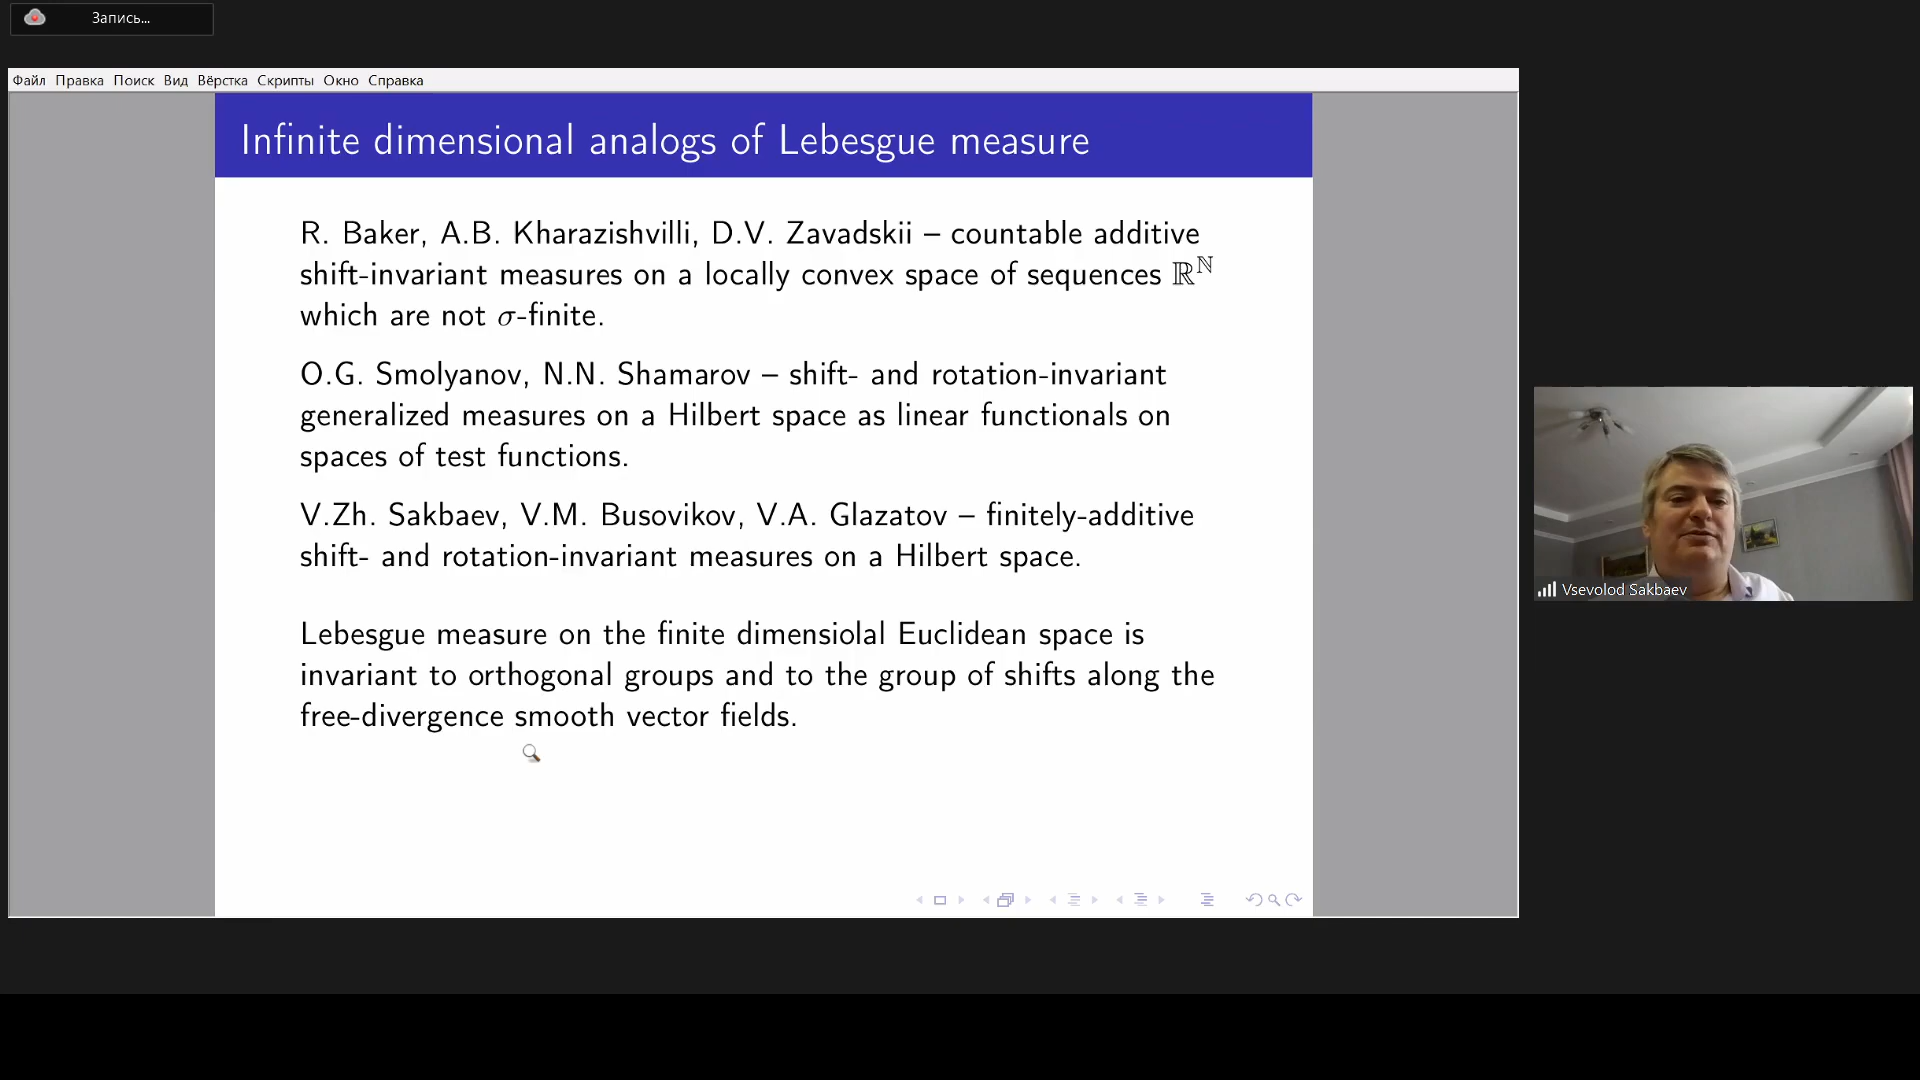 Запись...
Файл Правка Поиск Вид Вёрстка Скрипты Окно Справка
Infinite dimensional analogs of Lebesgue measure
R. Baker, A.B. Kharazishvilli, D.V. Zavadskii – countable additive
shift-invariant measures on a locally convex space of sequences ℝ^ℕ
which are not σ-finite.
O.G. Smolyanov, N.N. Shamarov – shift- and rotation-invariant
generalized measures on a Hilbert space as linear functionals on
spaces of test functions.
V.Zh. Sakbaev, V.M. Busovikov, V.A. Glazatov – finitely-additive
shift- and rotation-invariant measures on a Hilbert space.
Lebesgue measure on the finite dimensiolal Euclidean space is
invariant to orthogonal groups and to the group of shifts along the
free-divergence smooth vector fields.
Vsevolod Sakbaev